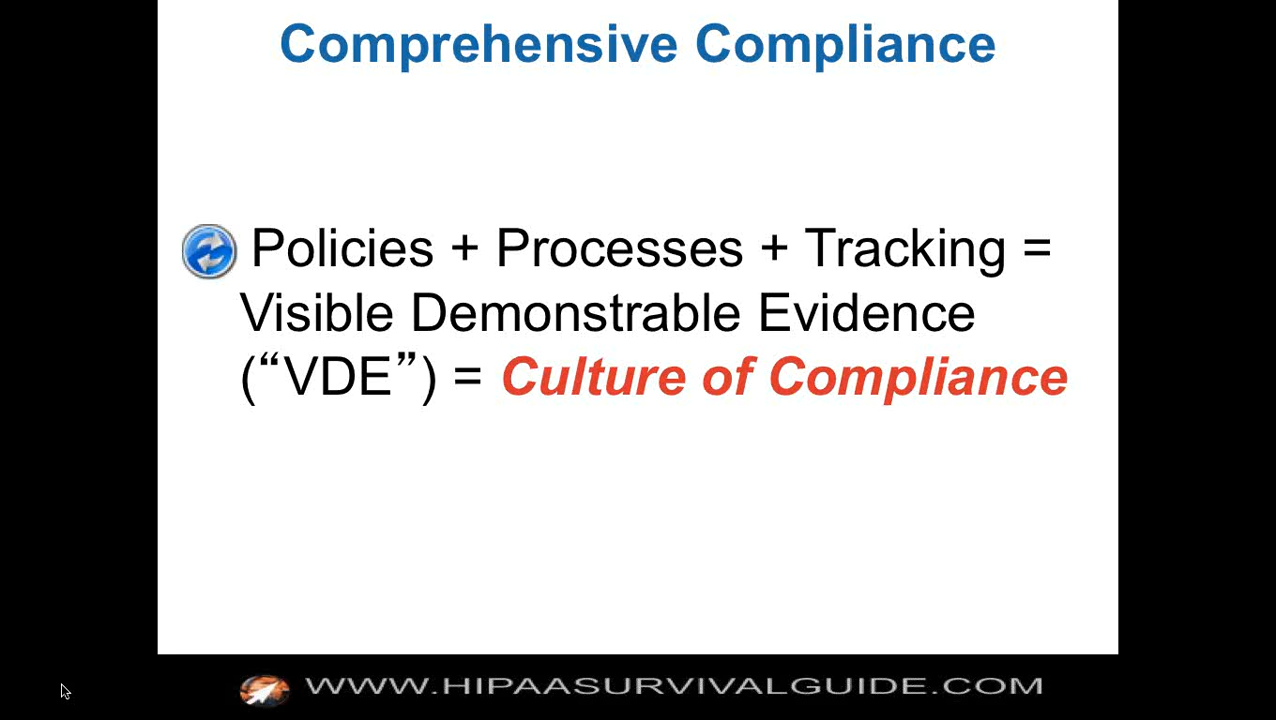 Comprehensive Compliance
Policies + Processes + Tracking =
Visible Demonstrable Evidence
(“VDE”) = Culture of Compliance
WWW.HIPAASURVIVALGUIDE.COM